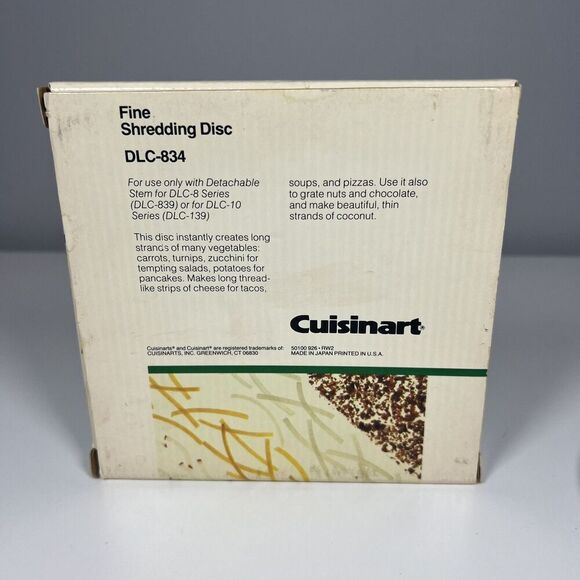 Fine
Shredding Disc
DLC-834
For use only with Detachable
Stem for DLC-8 Series
(DLC-839) or for DLC-10
Series (DLC-139)
This disc instantly creates long
strands of many vegetables:
carrots, turnips, zucchini for
tempting salads, potatoes for
pancakes. Makes long thread-
like strips of cheese for tacos,
soups, and pizzas. Use it also
to grate nuts and chocolate,
and make beautiful, thin
strands of coconut.
Cuisinart®
Cuisinarts® and Cuisinart® are registered trademarks of:
CUISINARTS, INC. GREENWICH, CT 06830
50100 926 • RW2
MADE IN JAPAN PRINTED IN U.S.A.